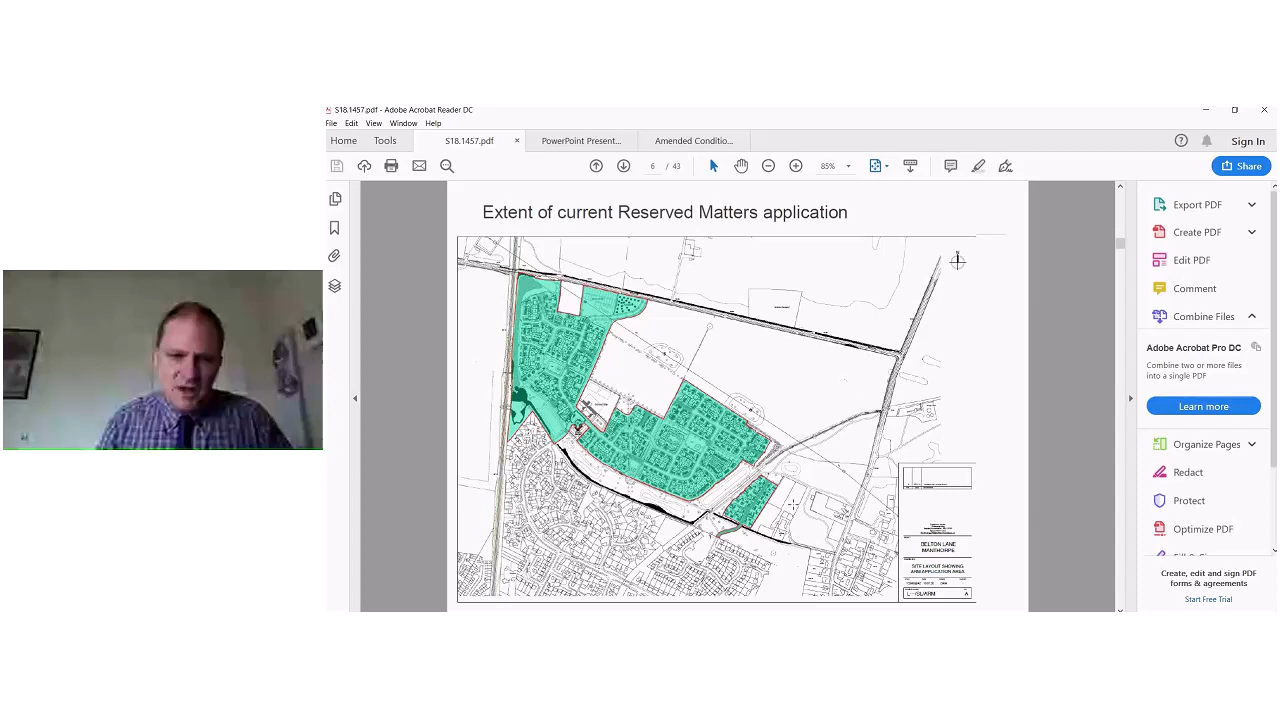 S18.1457.pdf - Adobe Acrobat Reader DC
File Edit View Window Help
Home Tools S18.1457.pdf × PowerPoint Present... Amended Conditio... Sign In
6 / 43 85% Share
Extent of current Reserved Matters application
BELTON LANE
MANTHORPE
SITE LAYOUT SHOWING
ARM APPLICATION AREA
A
Export PDF
Create PDF
Edit PDF
Comment
Combine Files
Adobe Acrobat Pro DC
Combine two or more files
into a single PDF
Learn more
Organize Pages
Redact
Protect
Optimize PDF
Create, edit and sign PDF
forms & agreements
Start Free Trial